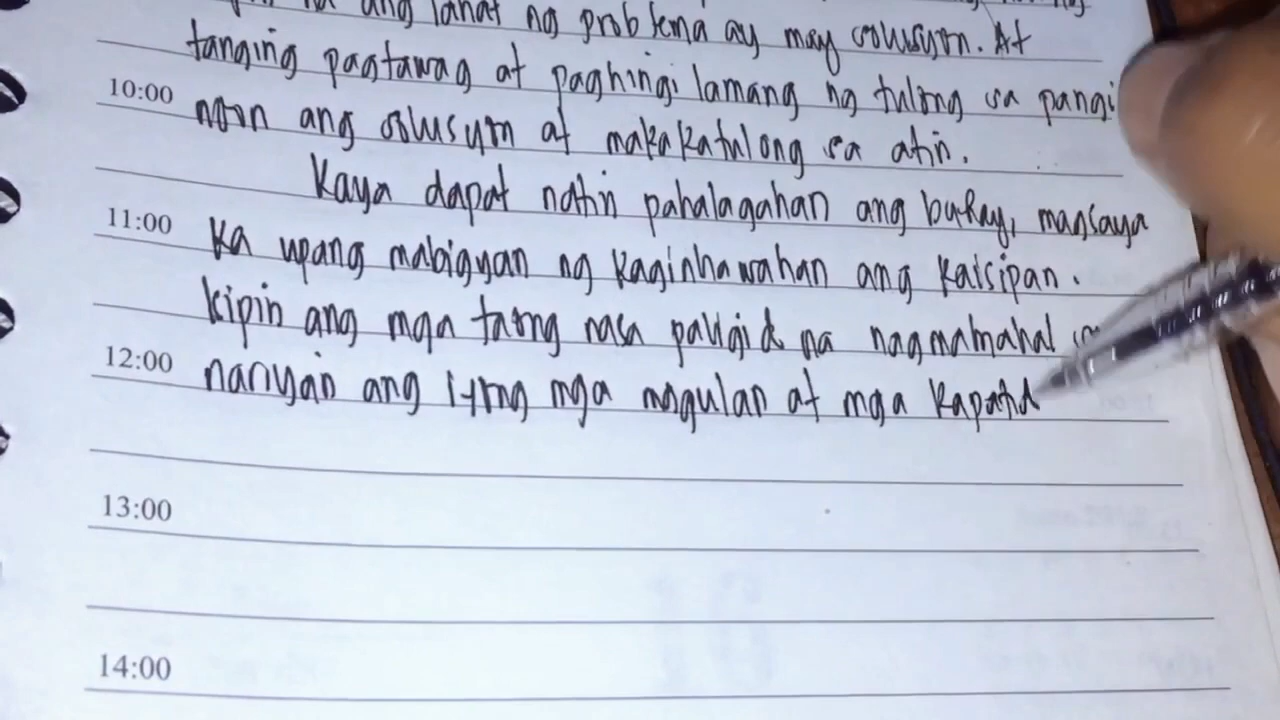 ang lahat ng problema ay may solusyon. At
tanging pagtawag at paghingi lamang ng tulong sa pangi
10:00 noon ang solusyon at makakatulong sa atin.
Kaya dapat natin pahalagahan ang buhay, magsaya
11:00 ka upang mabigyan ng kaginhawahan ang kaisipan.
kipin ang mga taong nasa paligid na nagmamahal
12:00 nariyan ang iyong mga magulan at mga kapatid
13:00
14:00